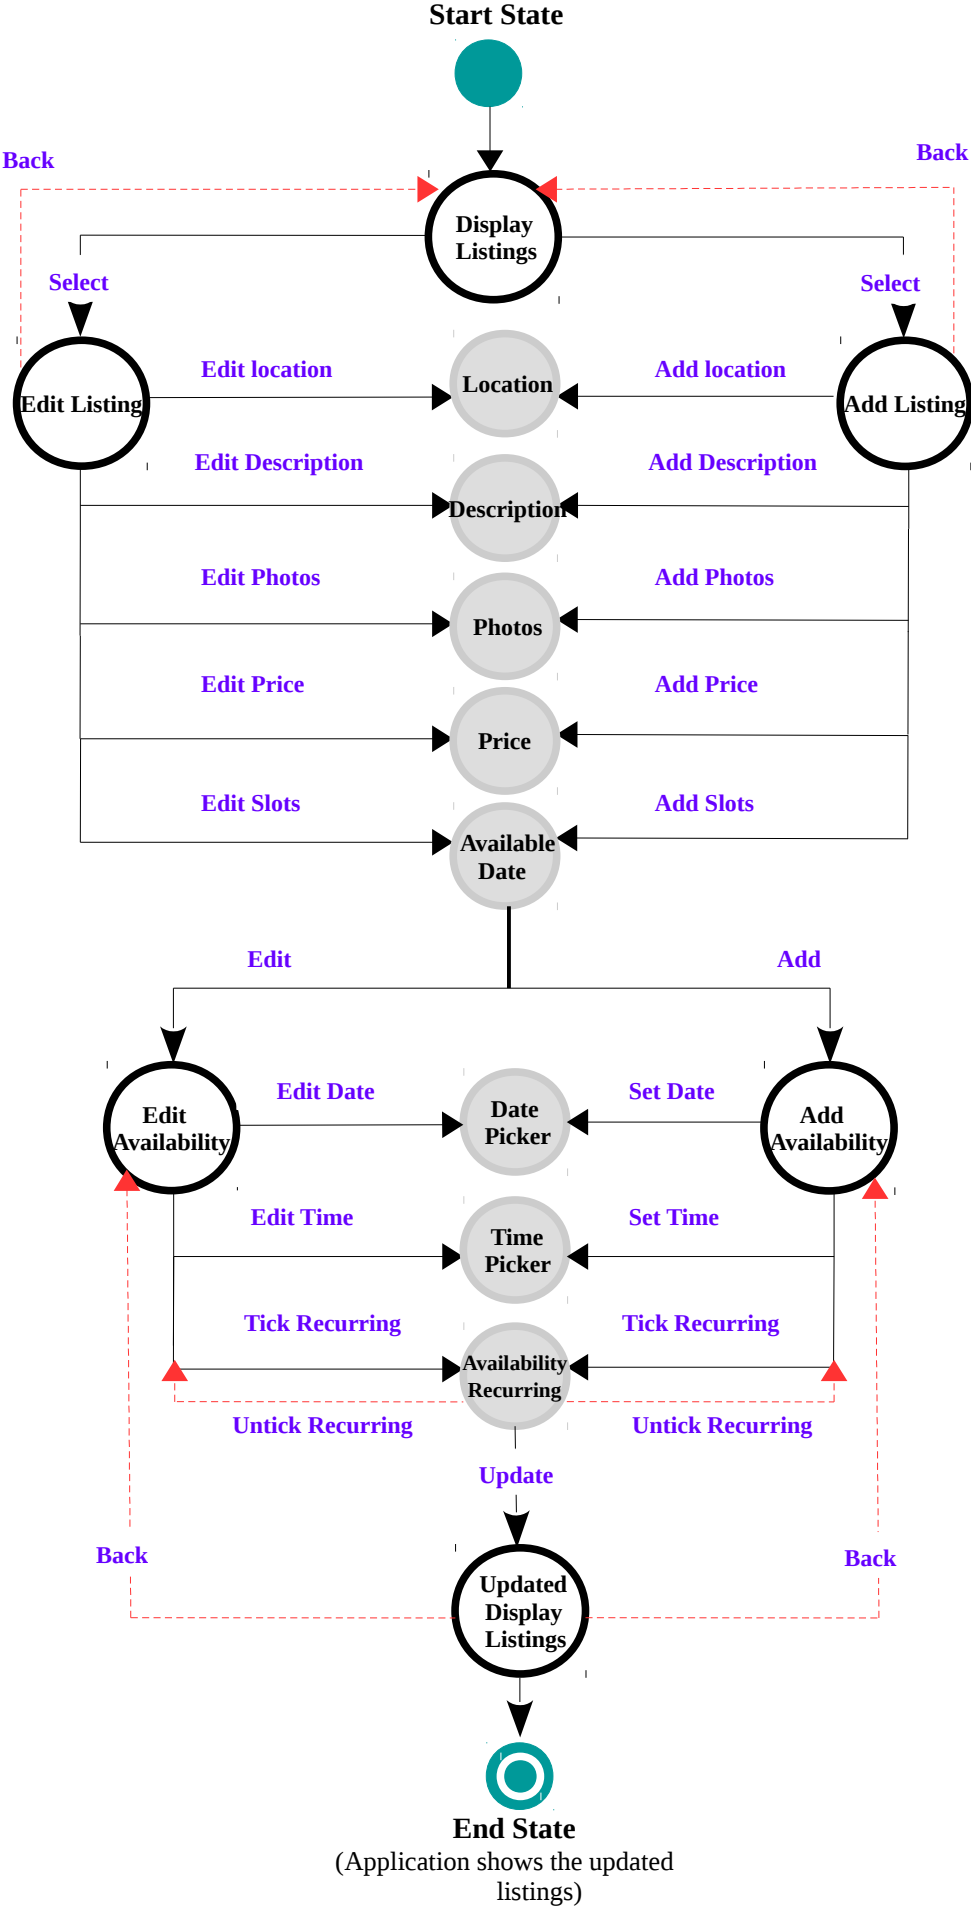 Start State
Back
Back
Display
Listings
Select
Select
Edit Listing
Edit location
Location
Add location
Add Listing
Edit Description
Description
Add Description
Edit Photos
Photos
Add Photos
Edit Price
Price
Add Price
Edit Slots
Available
Date
Add Slots
Edit
Add
Edit
Availability
Edit Date
Date
Picker
Set Date
Add
Availability
Edit Time
Time
Picker
Set Time
Tick Recurring
Availability
Recurring
Tick Recurring
Untick Recurring
Untick Recurring
Update
Back
Back
Updated
Display
Listings
End State
(Application shows the updated
listings)